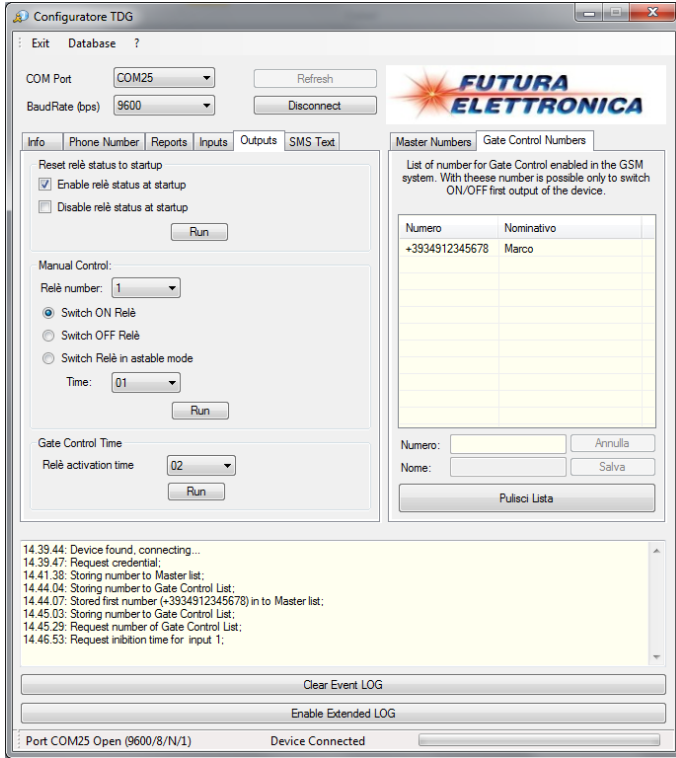 Configuratore TDG
Exit Database ?
COM Port COM25 Refresh
BaudRate (bps) 9600 Disconnect
FUTURA
ELETTRONICA
Info Phone Number Reports Inputs Outputs SMS Text
Reset relè status to startup
Enable relè status at startup
Disable relè status at startup
Run
Manual Control:
Relè number: 1
Switch ON Relè
Switch OFF Relè
Switch Relè in astable mode
Time: 01
Run
Gate Control Time
Relè activation time 02
Run
Master Numbers Gate Control Numbers
List of number for Gate Control enabled in the GSM
system. With theese number is possible only to switch
ON/OFF first output of the device.
Numero Nominativo
+3934912345678 Marco
Numero: Annulla
Nome: Salva
Pulisci Lista
14.39.44: Device found, connecting...
14.39.47: Request credential;
14.41.38: Storing number to Master list;
14.44.04: Storing number to Gate Control List;
14.44.07: Stored first number (+3934912345678) in to Master list;
14.45.03: Storing number to Gate Control List;
14.45.29: Request number of Gate Control List;
14.46.53: Request inibition time for input 1;
Clear Event LOG
Enable Extended LOG
Port COM25 Open (9600/8/N/1) Device Connected